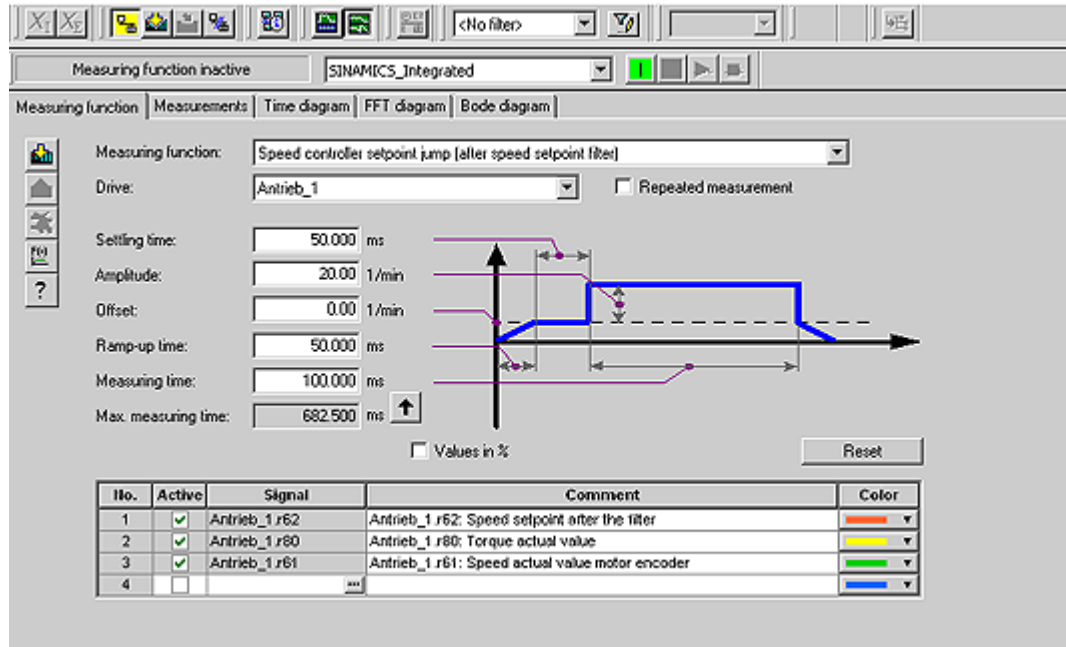 X1 XE <No filter>
Measuring function inactive SINAMICS_Integrated
Measuring function Measurements Time diagram FFT diagram Bode diagram
Measuring function: Speed controller setpoint jump (after speed setpoint filter)
Drive: Antrieb_1 Repeated measurement
Settling time: 50.000 ms
Amplitude: 20.00 1/min
Offset: 0.00 1/min
Ramp-up time: 50.000 ms
Measuring time: 100.000 ms
Max. measuring time: 682.500 ms
Values in % Reset
No. Active Signal Comment Color
1 Antrieb_1.r62 Antrieb_1.r62: Speed setpoint after the filter
2 Antrieb_1.r80 Antrieb_1.r80: Torque actual value
3 Antrieb_1.r61 Antrieb_1.r61: Speed actual value motor encoder
4 ...